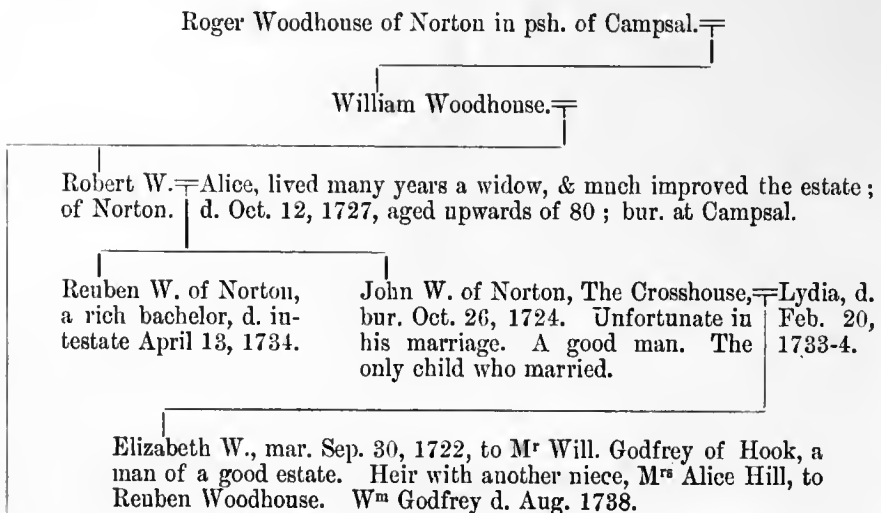 Roger Woodhouse of Norton in psh. of Campsal.
William Woodhouse.
Robert W. of Norton.
Alice, lived many years a widow, & much improved the estate;
d. Oct. 12, 1727, aged upwards of 80; bur. at Campsal.
Reuben W. of Norton,
a rich bachelor, d. in-
testate April 13, 1734.
John W. of Norton, The Crosshouse,
bur. Oct. 26, 1724. Unfortunate in
his marriage. A good man. The
only child who married.
Lydia, d.
Feb. 20,
1733-4.
Elizabeth W., mar. Sep. 30, 1722, to Mr Will. Godfrey of Hook, a
man of a good estate. Heir with another niece, Mrs Alice Hill, to
Reuben Woodhouse. Wm Godfrey d. Aug. 1738.